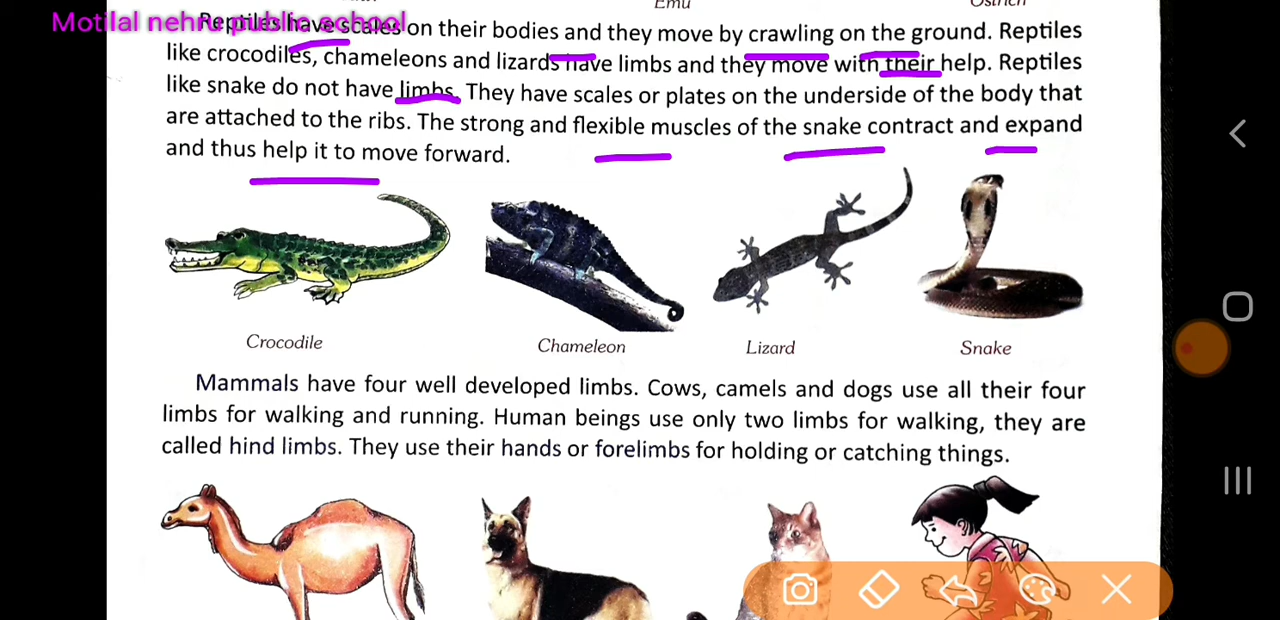 Emu Ostrich
Motilal nehru public school
Reptiles have scales on their bodies and they move by crawling on the ground. Reptiles
like crocodiles, chameleons and lizards have limbs and they move with their help. Reptiles
like snake do not have limbs. They have scales or plates on the underside of the body that
are attached to the ribs. The strong and flexible muscles of the snake contract and expand
and thus help it to move forward.
Crocodile Chameleon Lizard Snake
Mammals have four well developed limbs. Cows, camels and dogs use all their four
limbs for walking and running. Human beings use only two limbs for walking, they are
called hind limbs. They use their hands or forelimbs for holding or catching things.